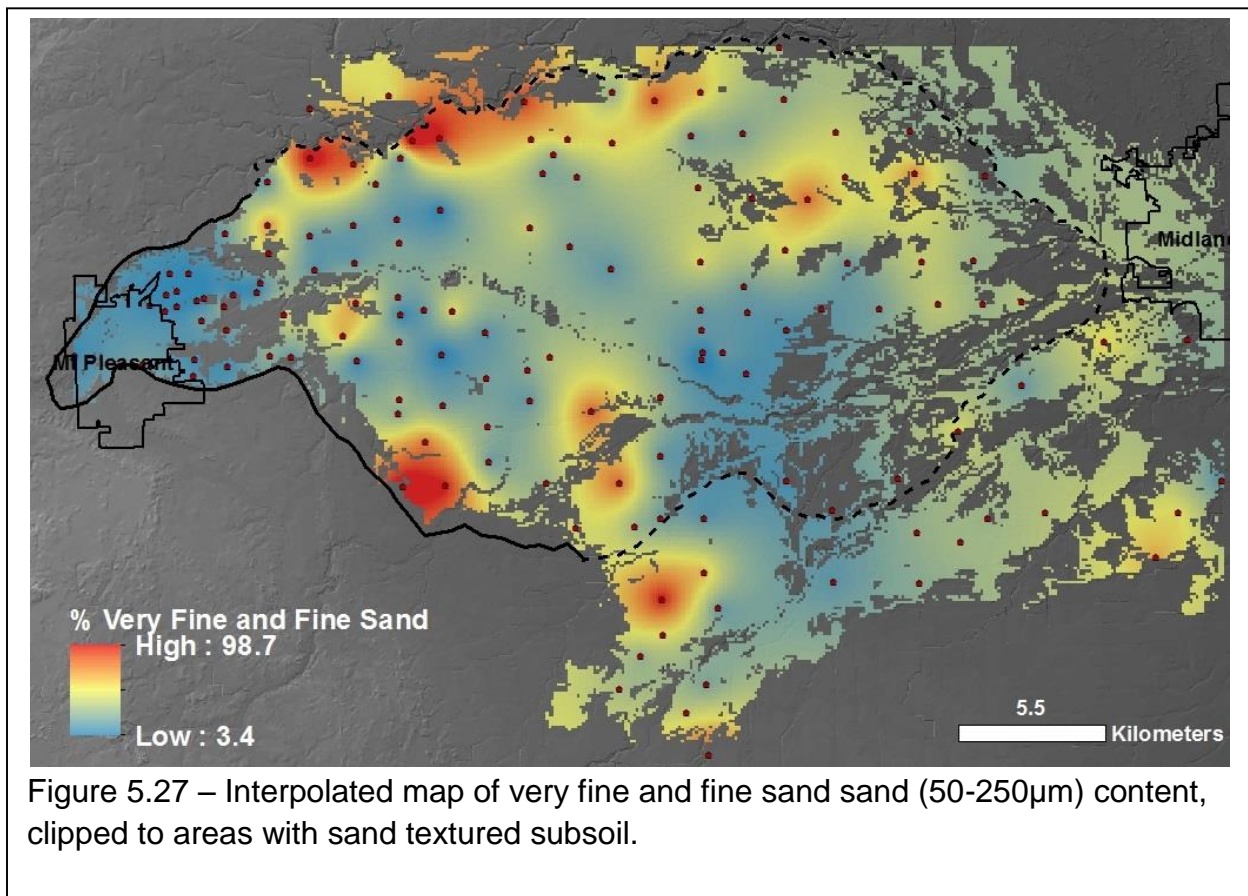 Midlan
Mt Pleasant
% Very Fine and Fine Sand
High : 98.7
Low : 3.4
5.5
Kilometers
Figure 5.27 – Interpolated map of very fine and fine sand sand (50-250µm) content,
clipped to areas with sand textured subsoil.